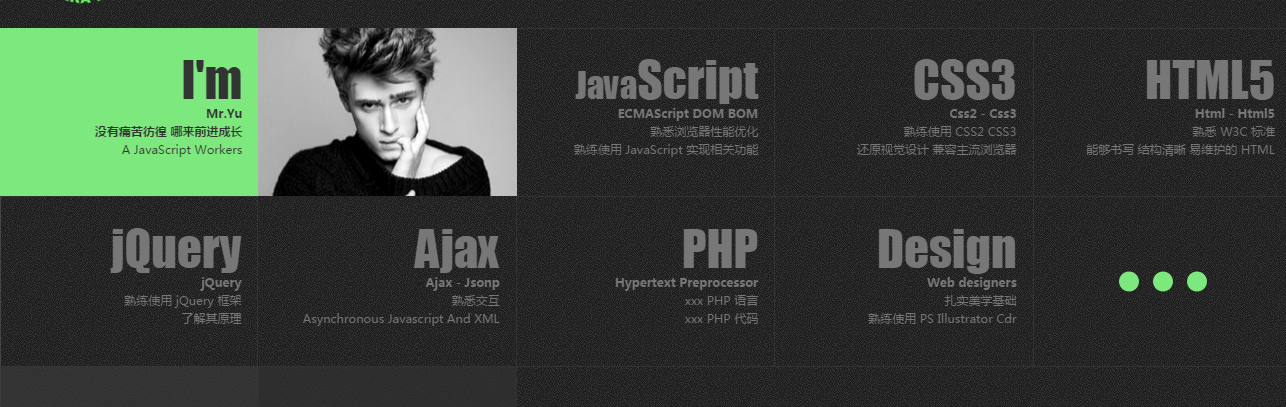 I'm
Mr.Yu
没有痛苦彷徨 哪来前进成长
A JavaScript Workers
JavaScript
ECMAScript DOM BOM
熟悉浏览器性能优化
熟练使用 JavaScript 实现相关功能
CSS3
Css2 - Css3
熟练使用 CSS2 CSS3
还原视觉设计 兼容主流浏览器
HTML5
Html - Html5
熟悉 W3C 标准
能够书写 结构清晰 易维护的 HTML
jQuery
jQuery
熟练使用 jQuery 框架
了解其原理
Ajax
Ajax - Jsonp
熟悉交互
Asynchronous Javascript And XML
PHP
Hypertext Preprocessor
xxx PHP 语言
xxx PHP 代码
Design
Web designers
扎实美学基础
熟练使用 PS Illustrator Cdr